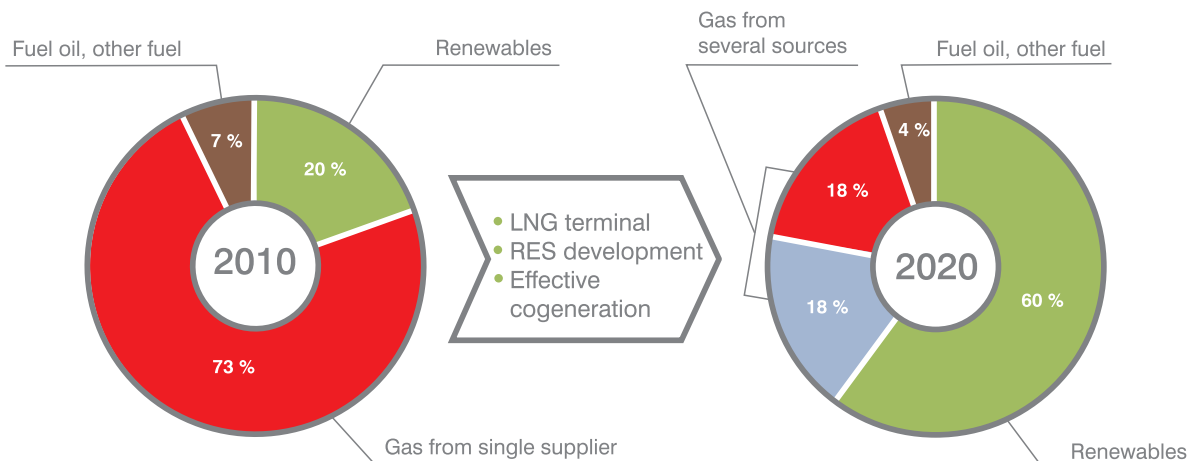 Fuel oil, other fuel
Renewables
7 %
20 %
2010
73 %
Gas from single supplier
• LNG terminal
• RES development
• Effective
cogeneration
Gas from
several sources
Fuel oil, other fuel
4 %
18 %
2020
18 %
60 %
Renewables